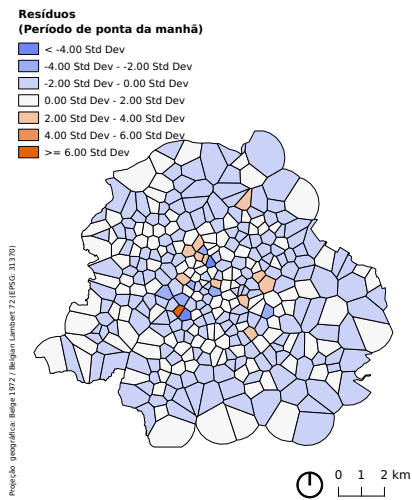 Resíduos
(Período de ponta da manhã)
< -4.00 Std Dev
-4.00 Std Dev - -2.00 Std Dev
-2.00 Std Dev - 0.00 Std Dev
0.00 Std Dev - 2.00 Std Dev
2.00 Std Dev - 4.00 Std Dev
4.00 Std Dev - 6.00 Std Dev
>= 6.00 Std Dev
Projeção geográfica: Belge 1972 / Belgian Lambert 72 (EPSG: 31370)
0 1 2 km